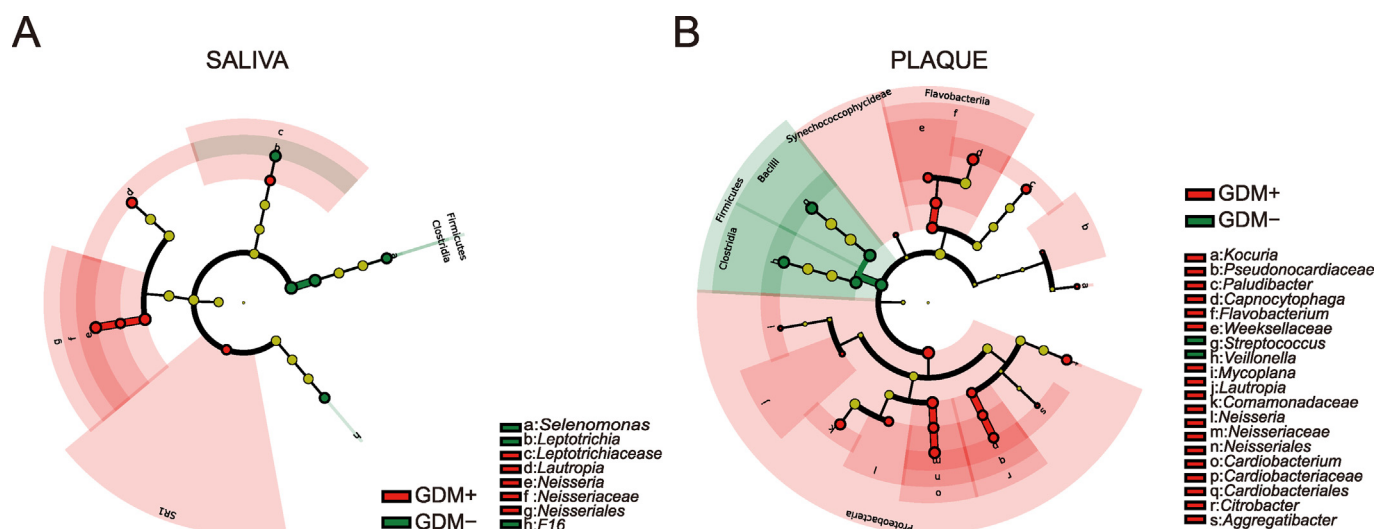 A
SALIVA
c
b
d
a
Firmicutes
Clostridia
g
f
e
h
SR1
GDM+
GDM-
a:Selenomonas
b:Leptotrichia
c:Leptotrichiacease
d:Lautropia
e:Neisseria
f :Neisseriaceae
g:Neisseriales
h:F16
B
PLAQUE
Flavobacteriia
Synechococcophycideae
Bacilli
Firmicutes
Clostridia
f
e
d
c
b
a
g
h
i
j
k
l
m
n
o
p
q
r
s
Proteobacteria
GDM+
GDM-
a:Kocuria
b:Pseudonocardiaceae
c:Paludibacter
d:Capnocytophaga
f:Flavobacterium
e:Weeksellaceae
g:Streptococcus
h:Veillonella
i:Mycoplana
j:Lautropia
k:Comamonadaceae
l:Neisseria
m:Neisseriaceae
n:Neisseriales
o:Cardiobacterium
p:Cardiobacteriaceae
q:Cardiobacteriales
r:Citrobacter
s:Aggregatibacter